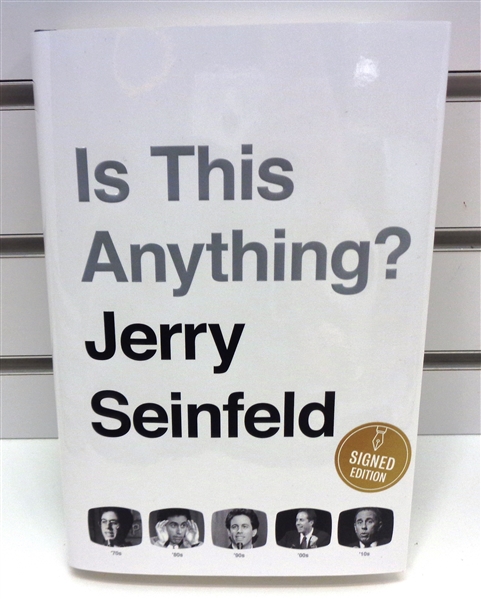 Is This
Anything?
Jerry
Seinfeld
SIGNED
EDITION
'70s
'80s
'90s
'00s
'10s